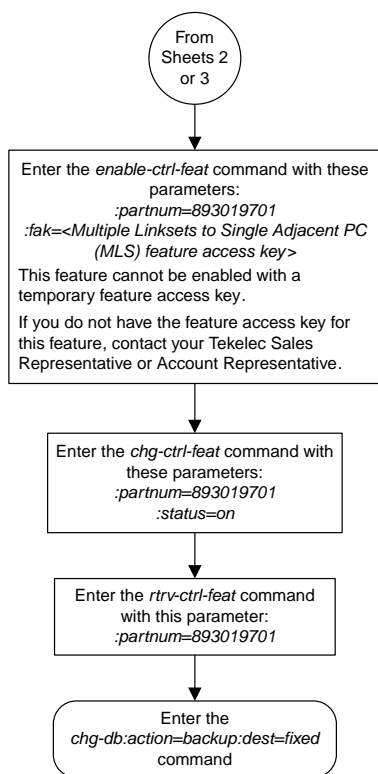 From
Sheets 2
or 3
Enter the enable-ctrl-feat command with these
parameters:
:partnum=893019701
:fak=<Multiple Linksets to Single Adjacent PC
(MLS) feature access key>
This feature cannot be enabled with a
temporary feature access key.
If you do not have the feature access key for
this feature, contact your Tekelec Sales
Representative or Account Representative.
Enter the chg-ctrl-feat command with
these parameters:
:partnum=893019701
:status=on
Enter the rtrv-ctrl-feat command
with this parameter:
:partnum=893019701
Enter the
chg-db:action=backup:dest=fixed
command